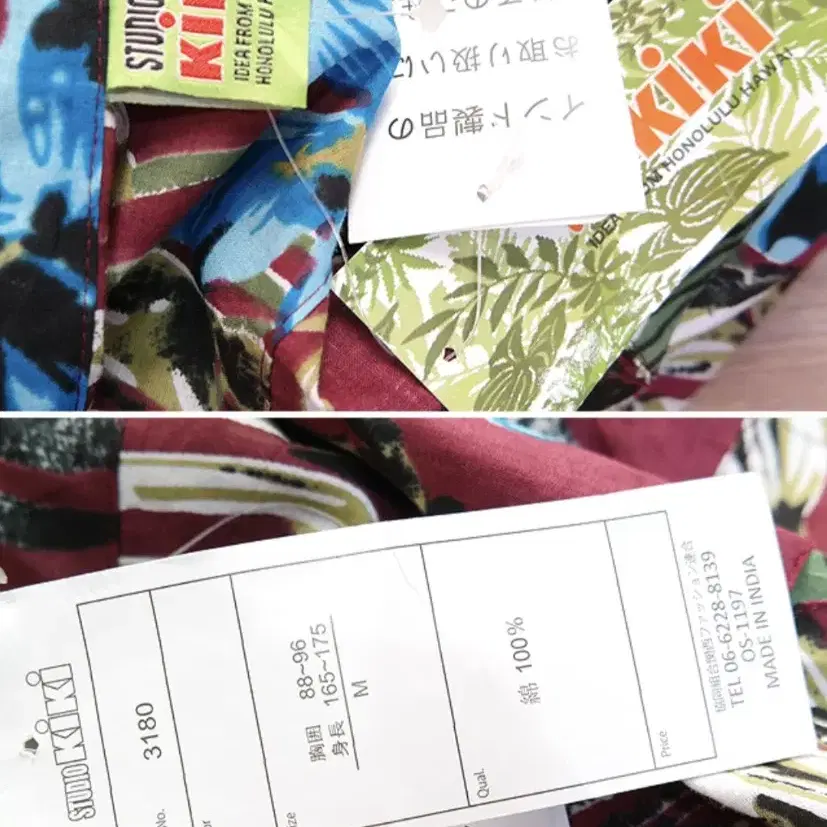 STUDIO
KiKi
IDEA FROM
HONOLULU
お取り扱いに
インド製品の
KiKi
HONOLULU HAWAI
IDEA
STUDIO KiKi
No.
3180
胸囲 88~96
身長 165~175
M
Qual.
綿 100%
Price
協同組合関西ファッション連合
TEL 06-6228-8139
OS-1197
MADE IN INDIA